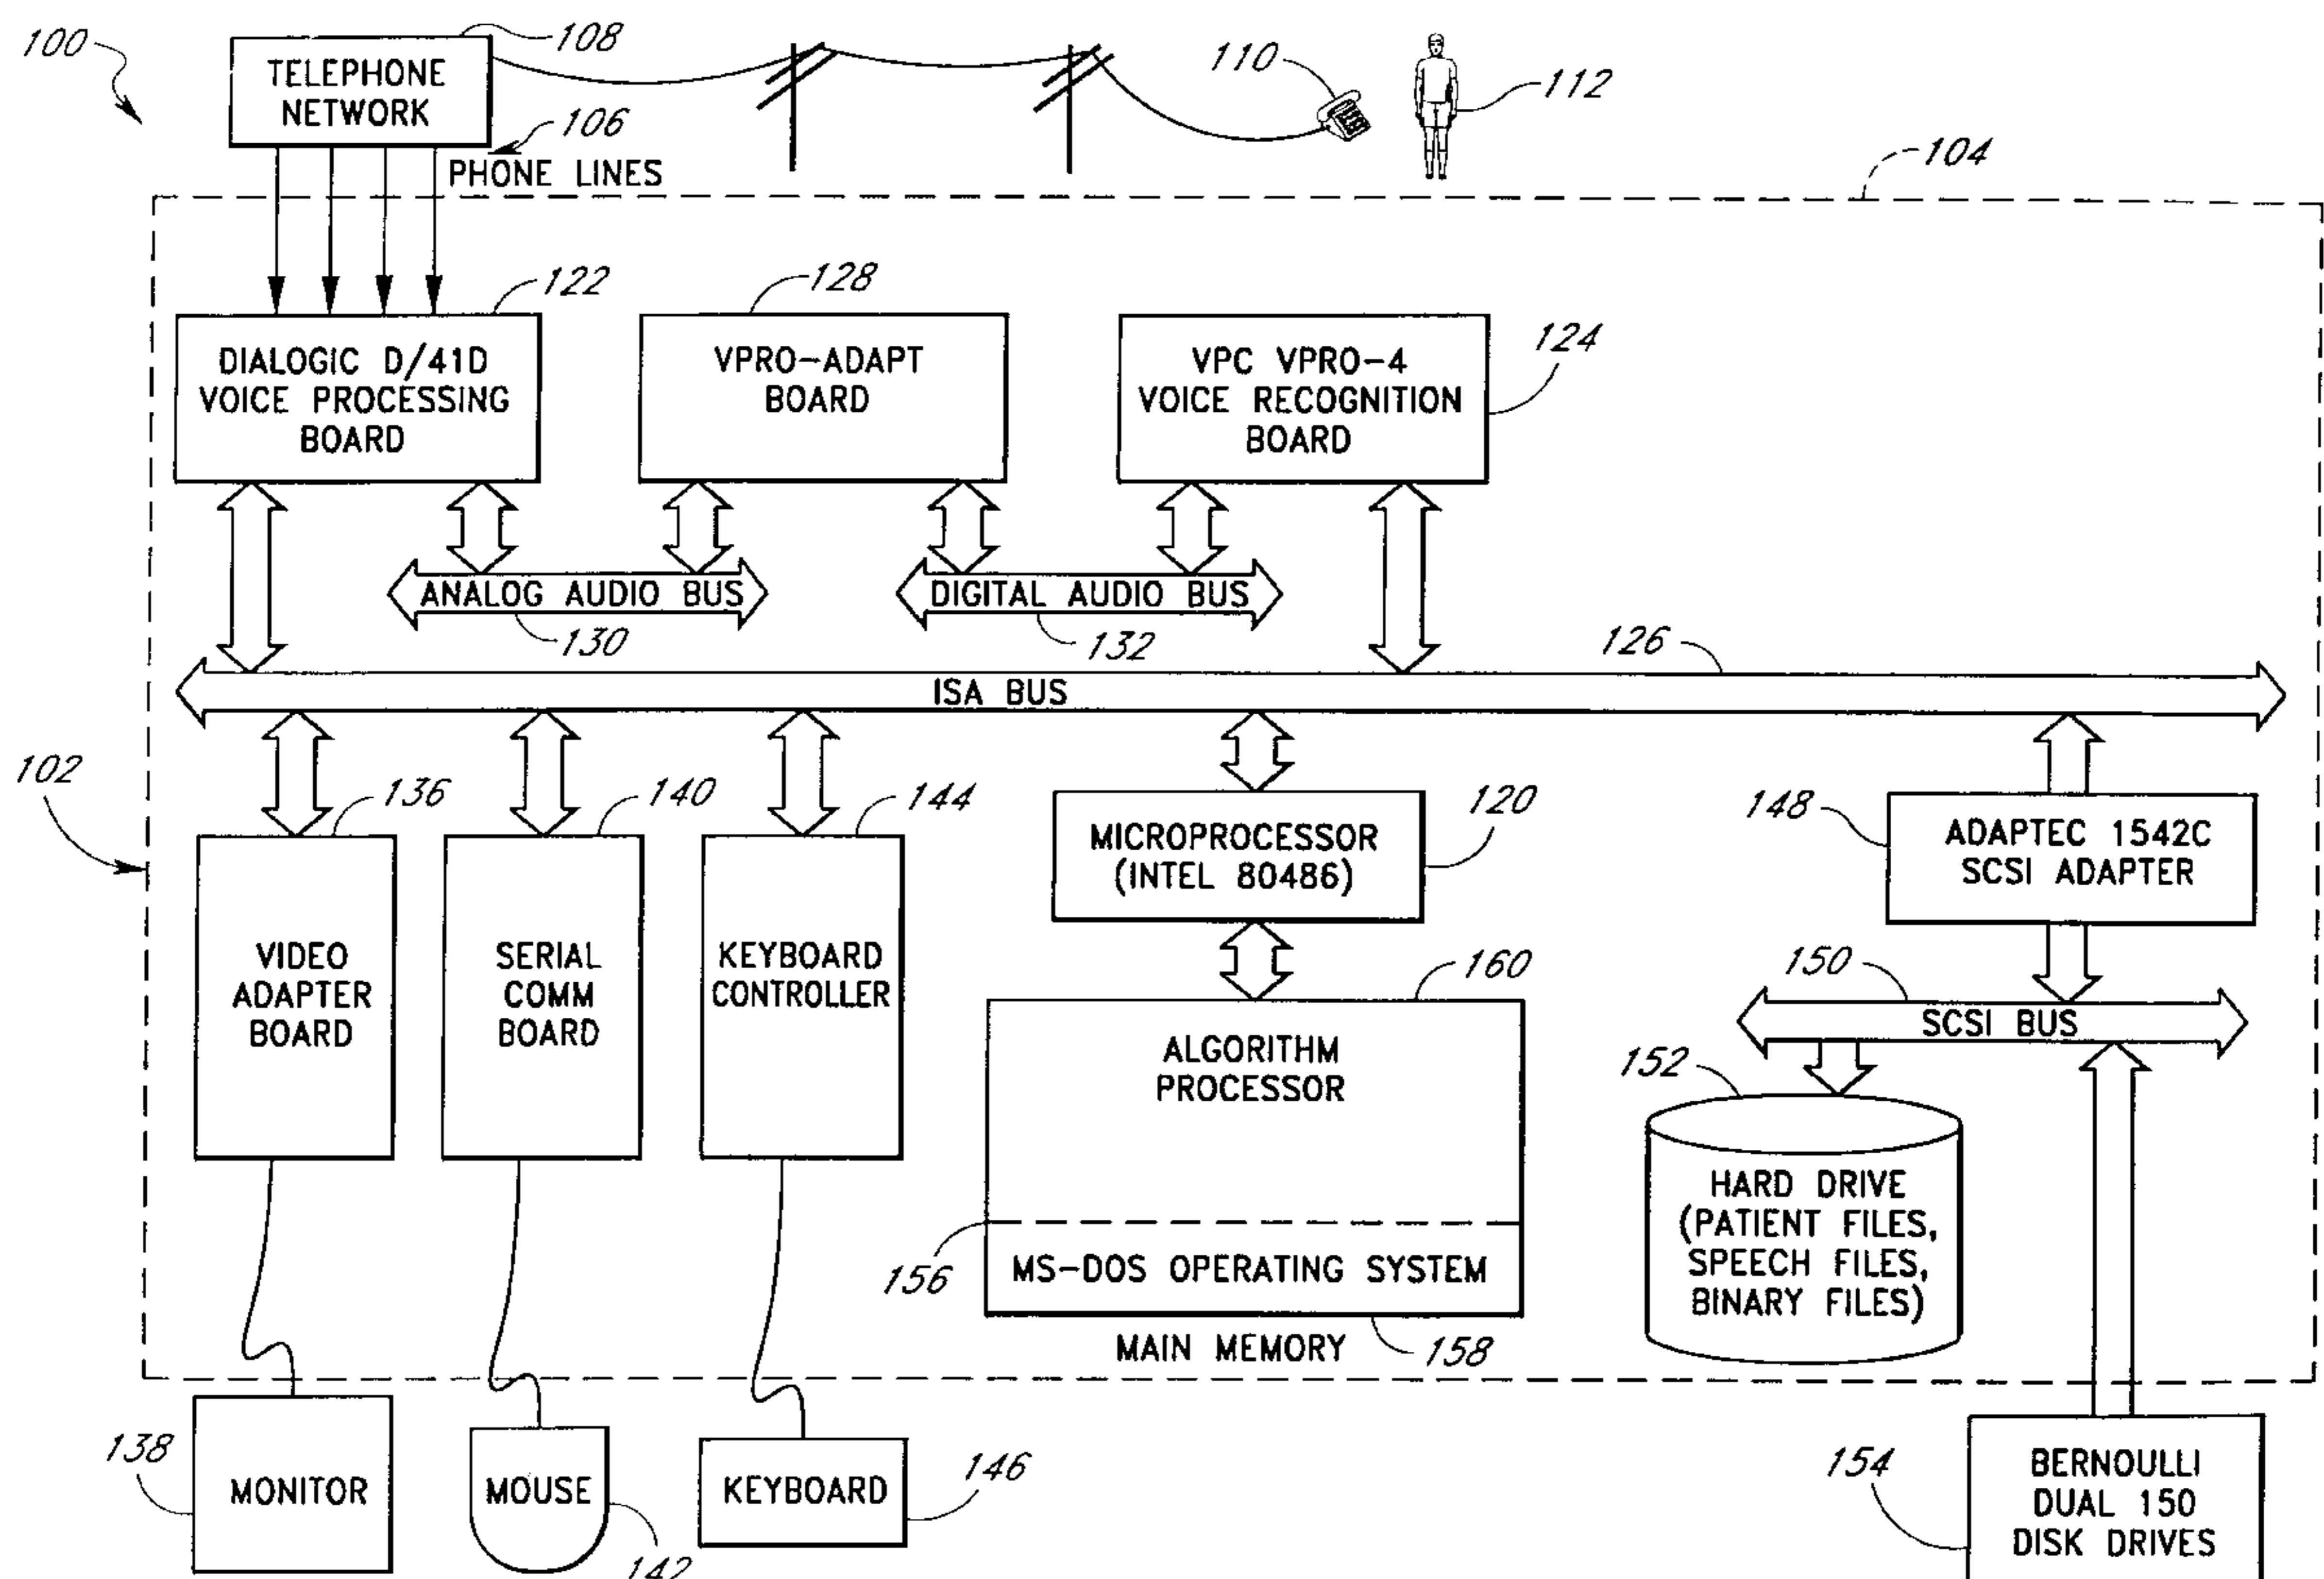 100
108
TELEPHONE
NETWORK
106
PHONE LINES
110
112
104
122
DIALOGIC D/41D
VOICE PROCESSING
BOARD
128
VPRO-ADAPT
BOARD
124
VPC VPRO-4
VOICE RECOGNITION
BOARD
ANALOG AUDIO BUS
130
DIGITAL AUDIO BUS
132
126
ISA BUS
102
136
VIDEO
ADAPTER
BOARD
140
SERIAL
COMM
BOARD
144
KEYBOARD
CONTROLLER
120
MICROPROCESSOR
(INTEL 80486)
148
ADAPTEC 1542C
SCSI ADAPTER
160
ALGORITHM
PROCESSOR
156
MS-DOS OPERATING SYSTEM
MAIN MEMORY
158
150
SCSI BUS
152
HARD DRIVE
(PATIENT FILES,
SPEECH FILES,
BINARY FILES)
138
MONITOR
MOUSE
142
KEYBOARD
146
154
BERNOULLI
DUAL 150
DISK DRIVES